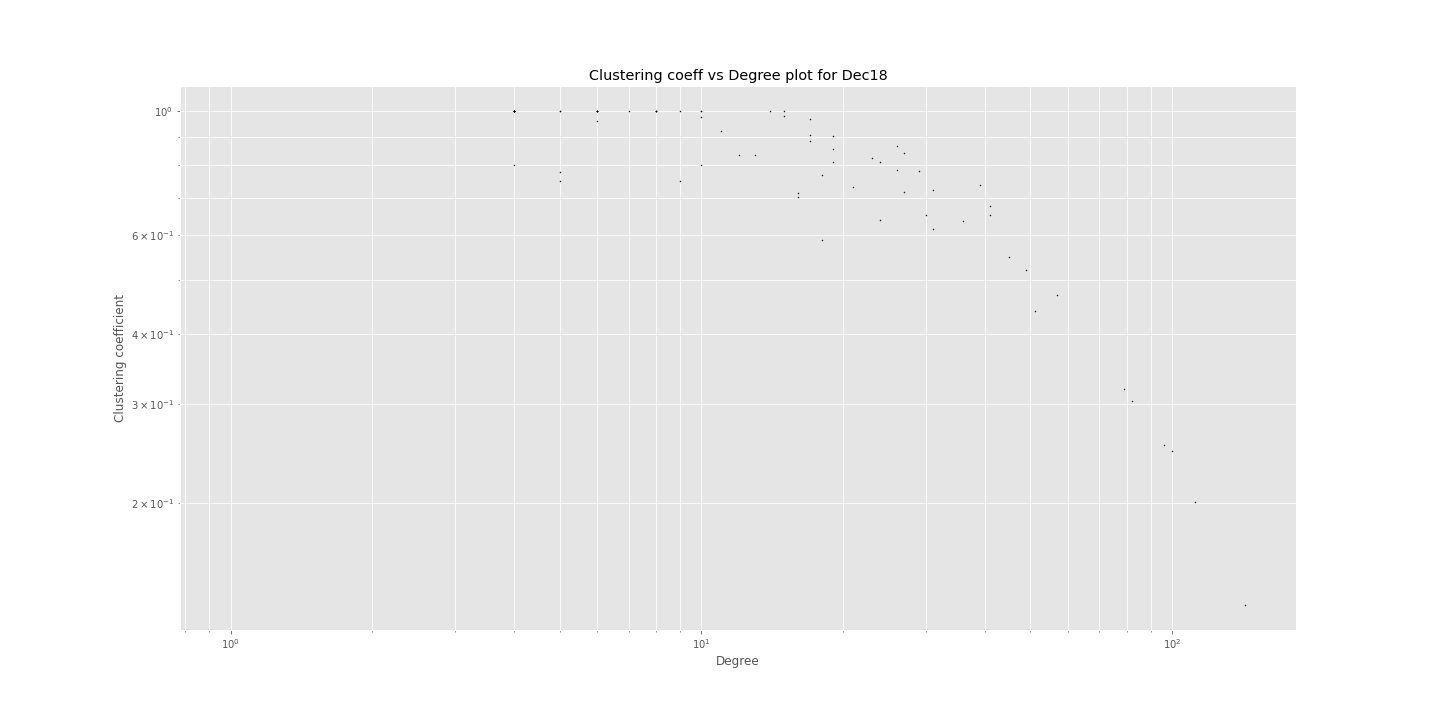 Clustering coeff vs Degree plot for Dec18
10⁰
6 × 10⁻¹
4 × 10⁻¹
3 × 10⁻¹
2 × 10⁻¹
Clustering coefficient
10⁰ 10¹ 10²
Degree